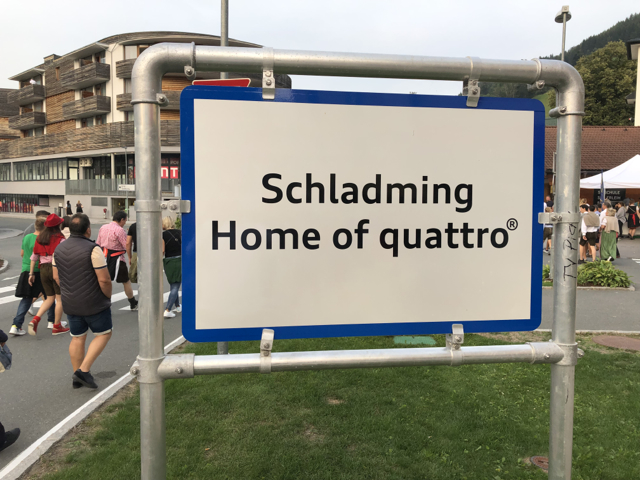 Schladming
Home of quattro®